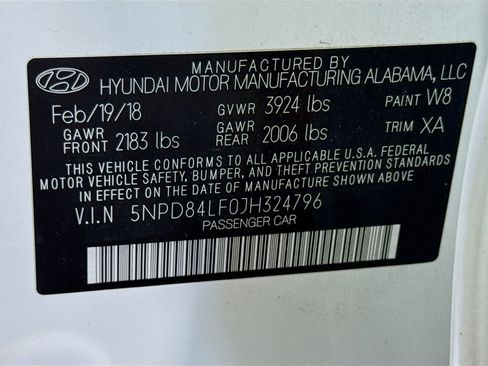 MANUFACTURED BY
HYUNDAI MOTOR MANUFACTURING ALABAMA, LLC
Feb/19/18 GVWR 3924 lbs PAINT W8
GAWR FRONT 2183 lbs GAWR REAR 2006 lbs TRIM XA
THIS VEHICLE CONFORMS TO ALL APPLICABLE U.S.A. FEDERAL
MOTOR VEHICLE SAFETY, BUMPER, AND THEFT PREVENTION STANDARDS
IN EFFECT ON THE DATE OF MANUFACTURE SHOWN ABOVE.
V.I.N 5NPD84LF0JH324796
PASSENGER CAR